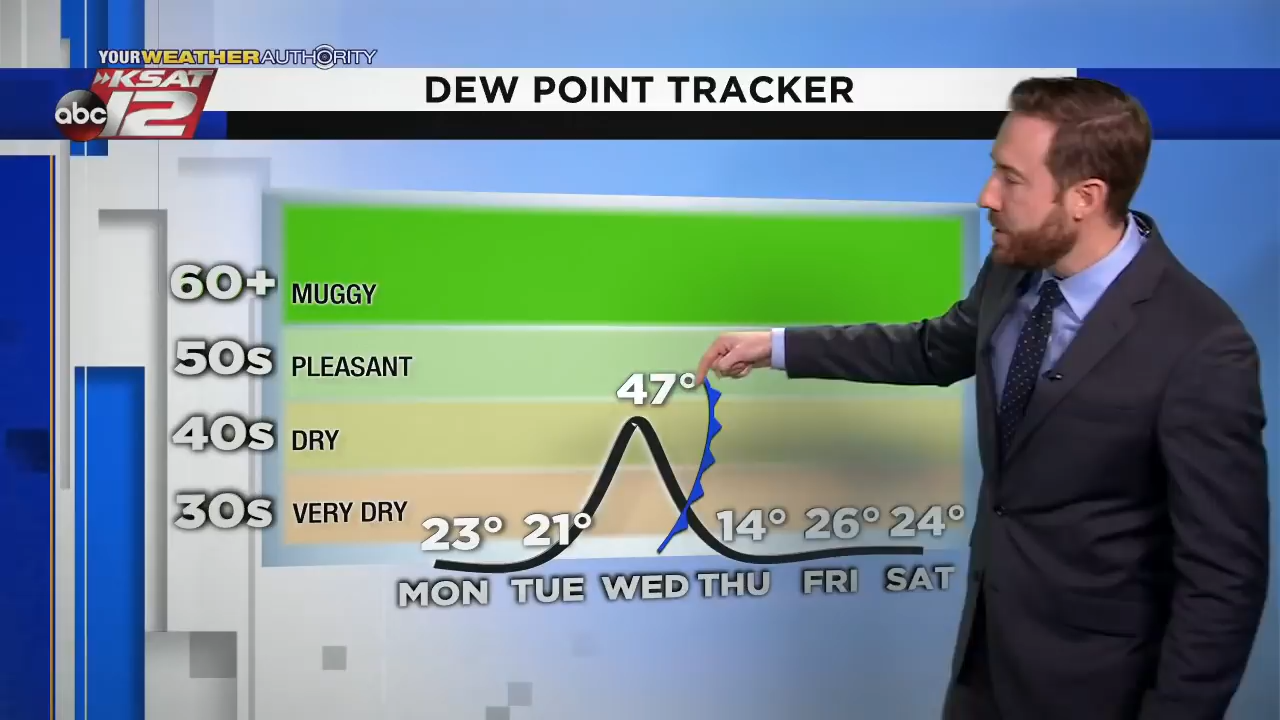 YOURWEATHERAUTHORITY
KSAT
abc 12
DEW POINT TRACKER
60+ MUGGY
50s PLEASANT
47°
40s DRY
30s VERY DRY
23° 21° 14° 26° 24°
MON TUE WED THU FRI SAT